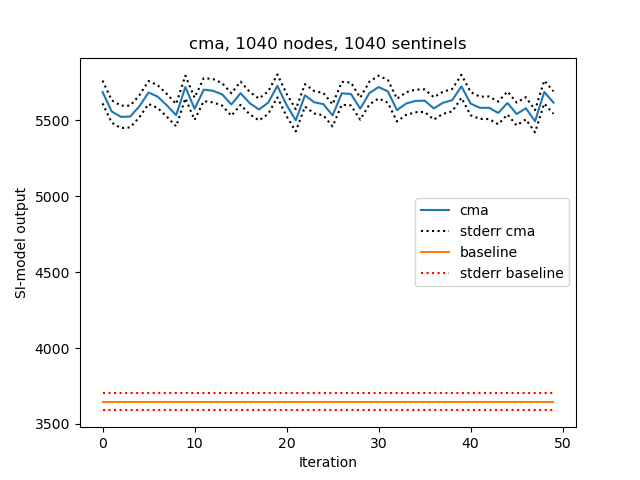 cma, 1040 nodes, 1040 sentinels
SI-model output
5500
5000
4500
4000
3500
cma
stderr cma
baseline
stderr baseline
0
10
20
30
40
50
Iteration